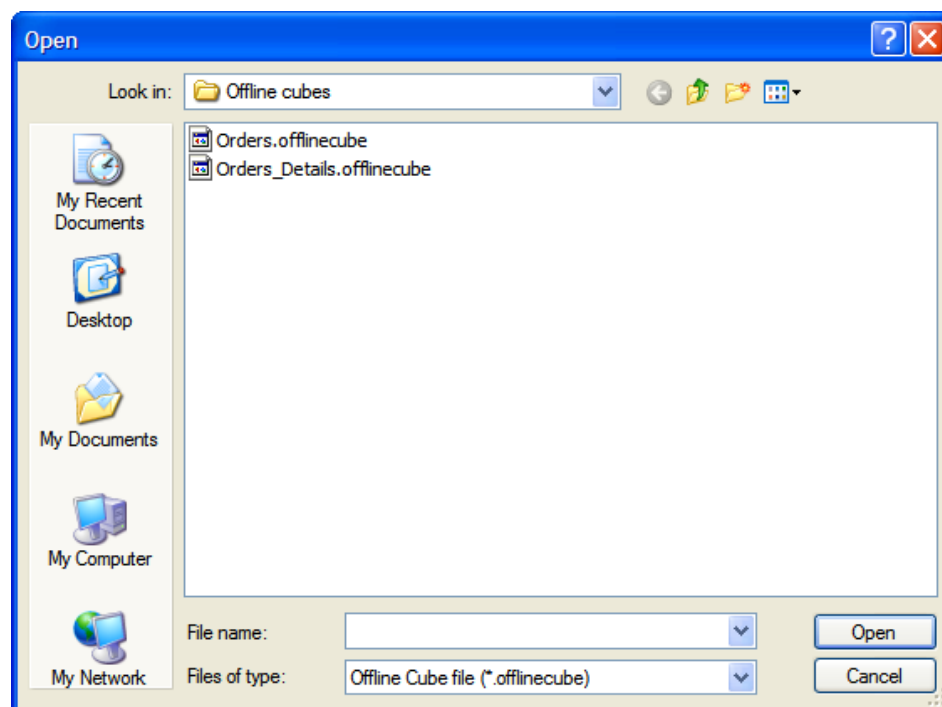 Open
Look in:
Offline cubes
Orders.offlinecube
Orders_Details.offlinecube
My Recent
Documents
Desktop
My Documents
My Computer
My Network
File name:
Open
Files of type:
Offline Cube file (*.offlinecube)
Cancel